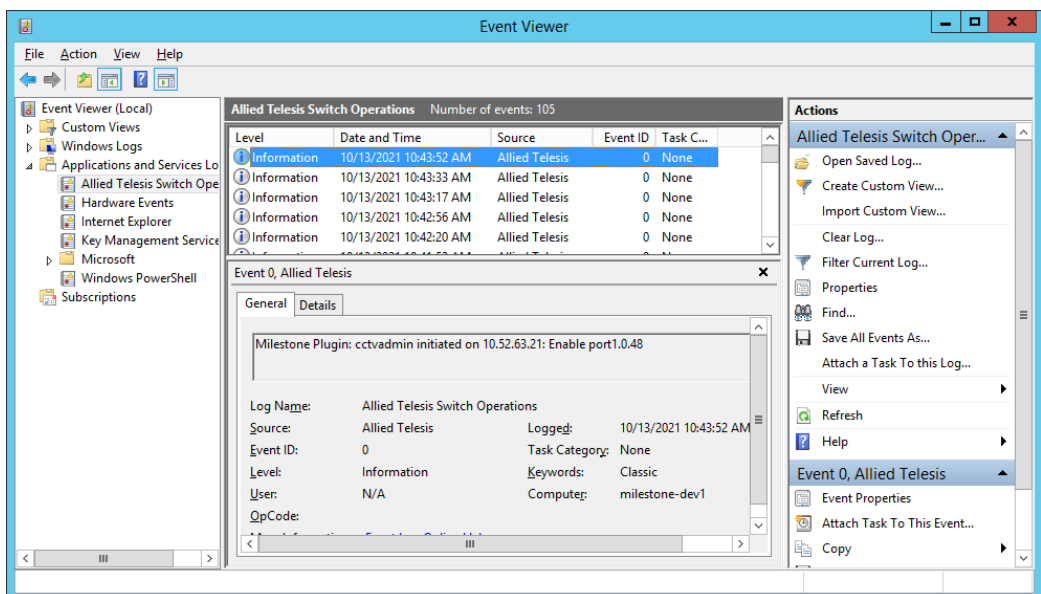 Event Viewer
File Action View Help
Event Viewer (Local)
Custom Views
Windows Logs
Applications and Services Lo
Allied Telesis Switch Ope
Hardware Events
Internet Explorer
Key Management Service
Microsoft
Windows PowerShell
Subscriptions
Allied Telesis Switch Operations Number of events: 105
Level Date and Time Source Event ID Task C...
Information 10/13/2021 10:43:52 AM Allied Telesis 0 None
Information 10/13/2021 10:43:33 AM Allied Telesis 0 None
Information 10/13/2021 10:43:17 AM Allied Telesis 0 None
Information 10/13/2021 10:42:56 AM Allied Telesis 0 None
Information 10/13/2021 10:42:20 AM Allied Telesis 0 None
Event 0, Allied Telesis
General Details
Milestone Plugin: cctvadmin initiated on 10.52.63.21: Enable port1.0.48
Log Name: Allied Telesis Switch Operations
Source: Allied Telesis Logged: 10/13/2021 10:43:52 AM
Event ID: 0 Task Category: None
Level: Information Keywords: Classic
User: N/A Computer: milestone-dev1
OpCode:
Actions
Allied Telesis Switch Oper...
Open Saved Log...
Create Custom View...
Import Custom View...
Clear Log...
Filter Current Log...
Properties
Find...
Save All Events As...
Attach a Task To this Log...
View
Refresh
Help
Event 0, Allied Telesis
Event Properties
Attach Task To This Event...
Copy